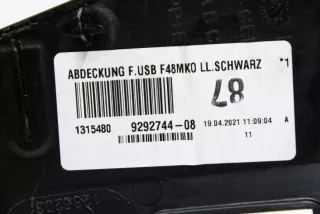 ABDECKUNG F.USB F48MKO LL.SCHWARZ *1
87
1315480 9292744-08 19.04.2021 11:09:04 A
11